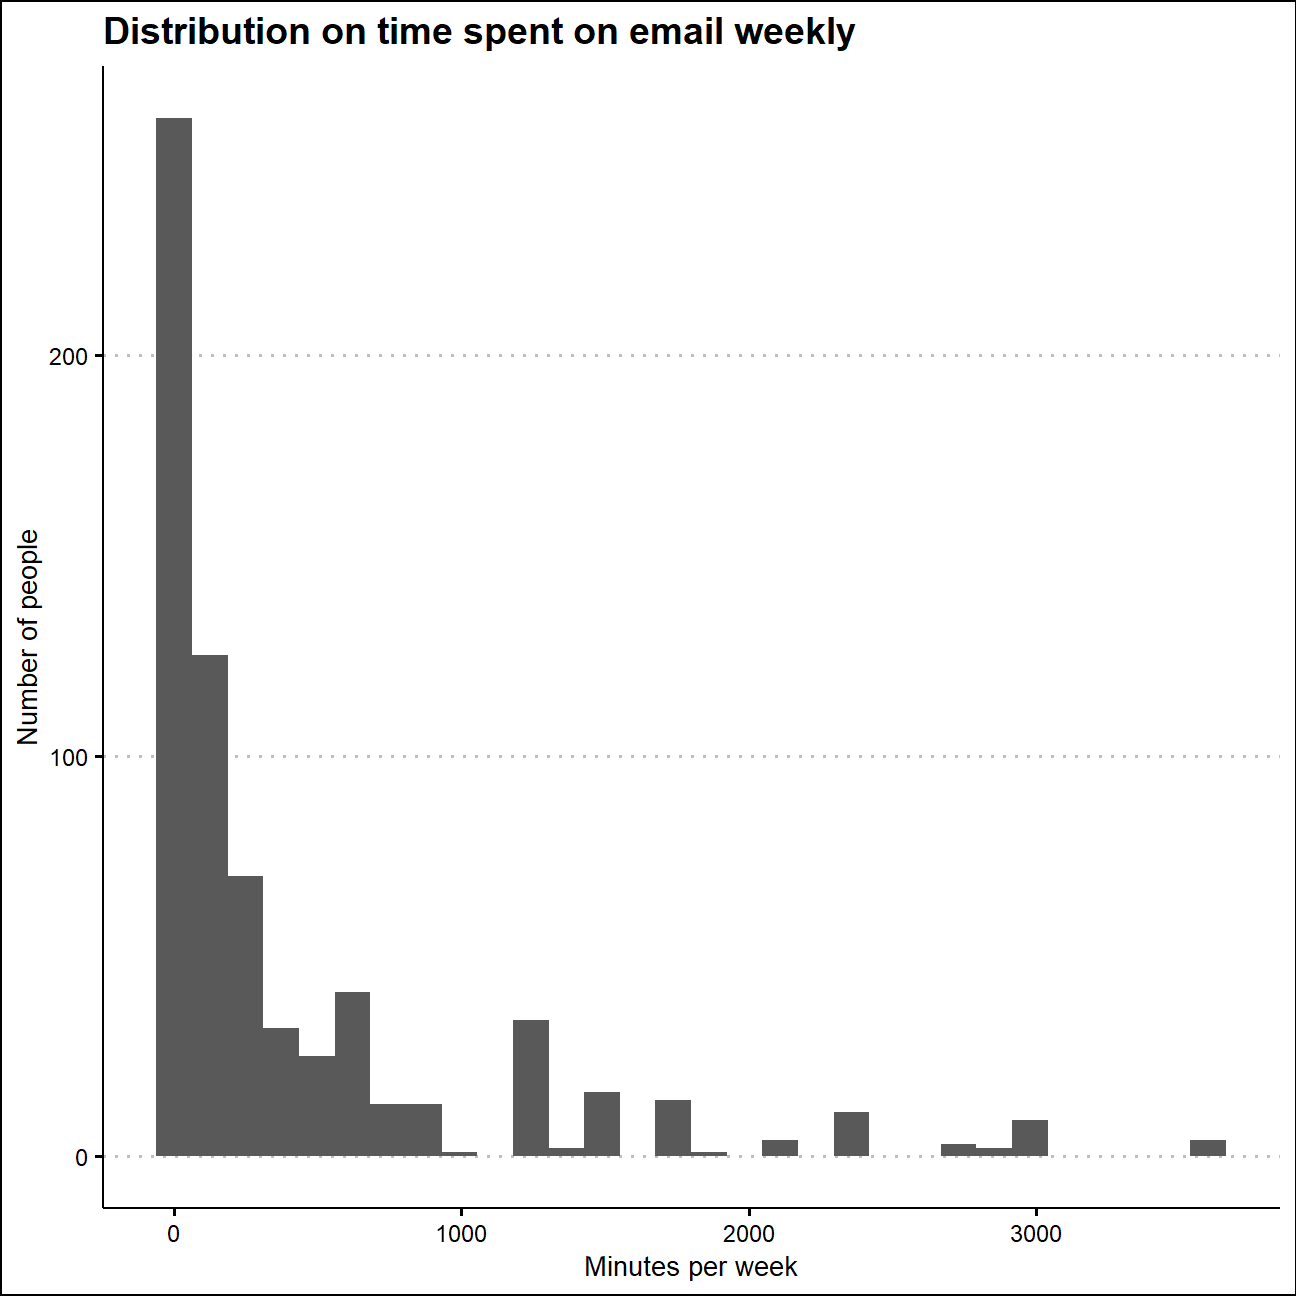 Distribution on time spent on email weekly
Number of people
200
100
0
0 1000 2000 3000
Minutes per week